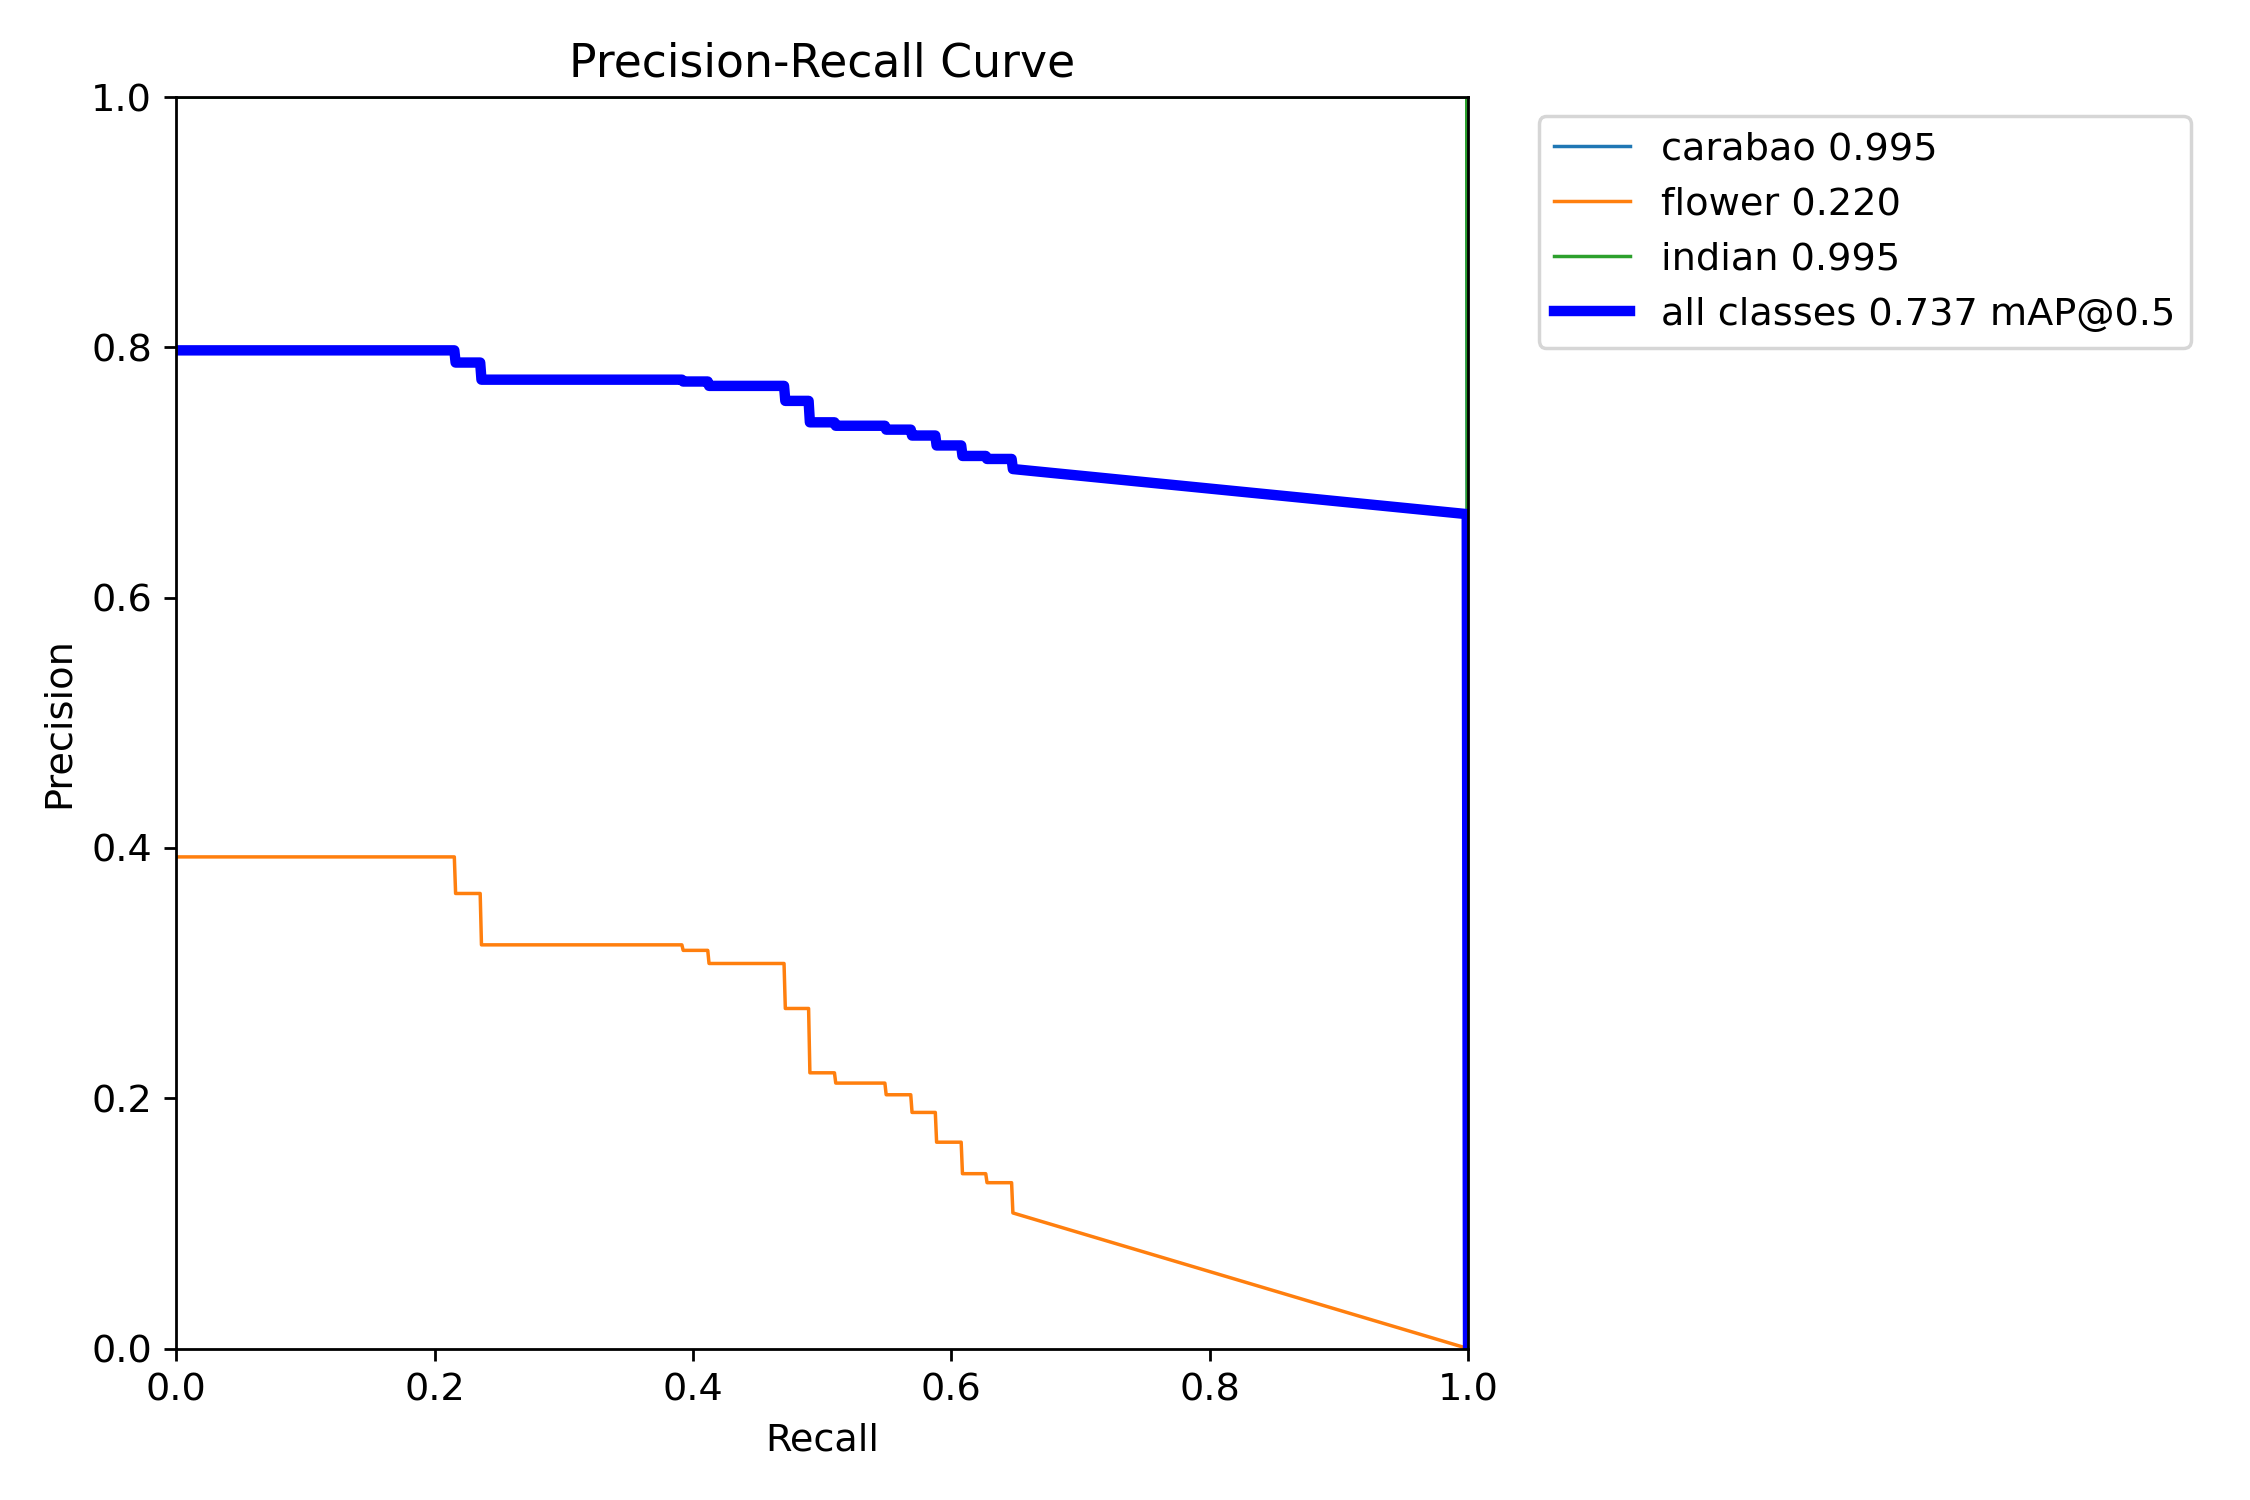 Precision-Recall Curve
1.0
0.8
0.6
0.4
0.2
0.0
Precision
0.0 0.2 0.4 0.6 0.8 1.0
Recall
carabao 0.995
flower 0.220
indian 0.995
all classes 0.737 mAP@0.5